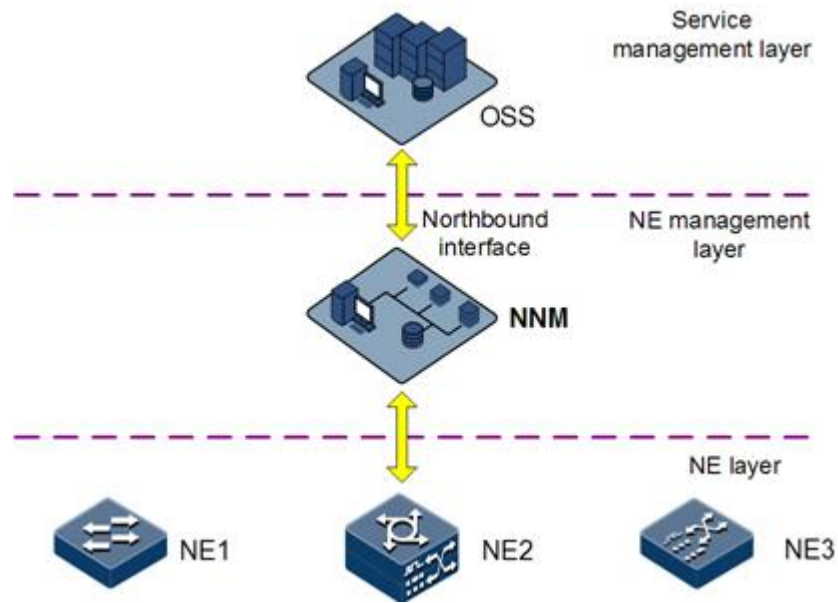 Service
management layer
OSS
Northbound
interface
NE management
layer
NNM
NE layer
NE1
NE2
NE3